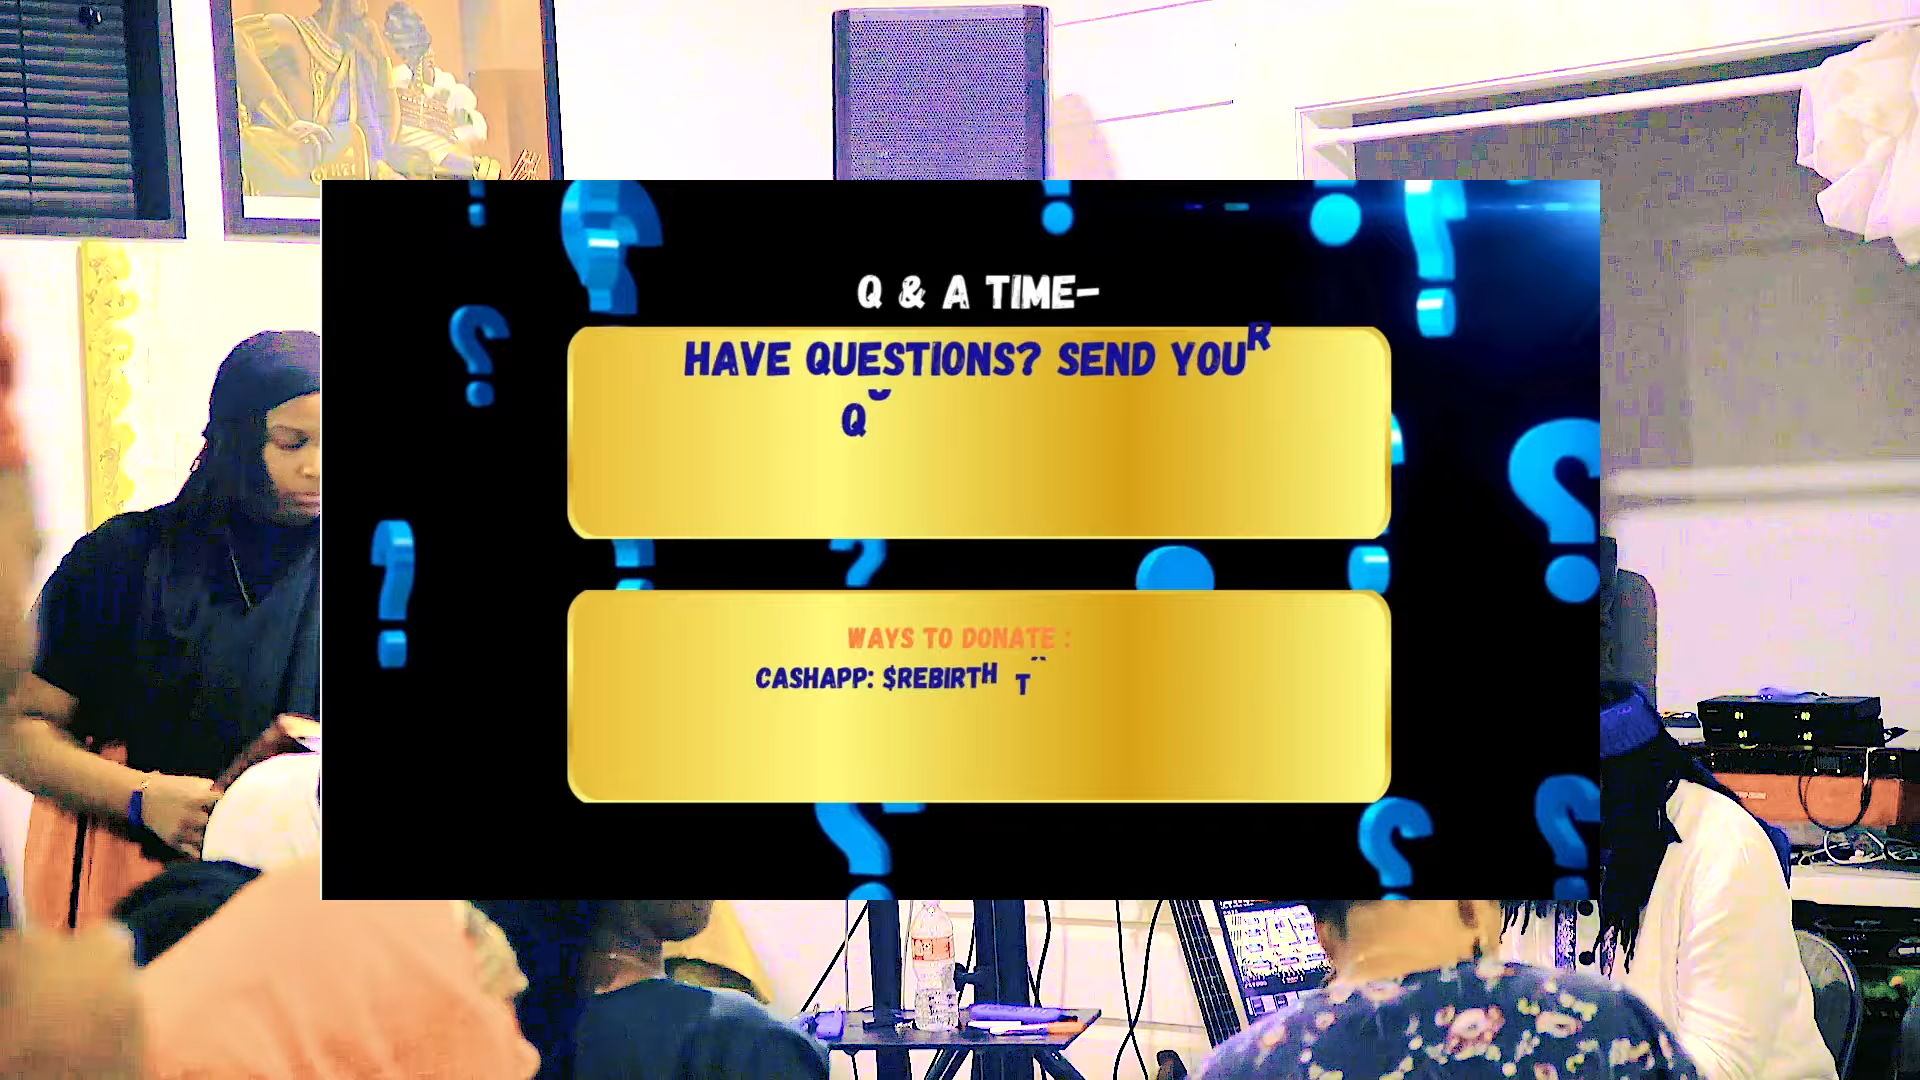 Q & A TIME-
HAVE QUESTIONS? SEND YOUR
Q
WAYS TO DONATE :
CASHAPP: $REBIRTH T